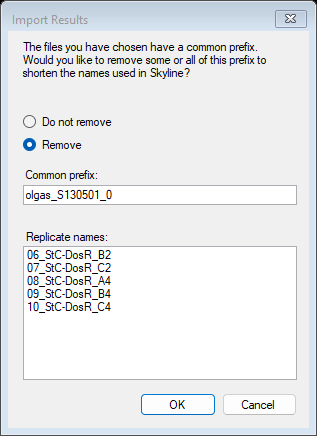 Import Results
The files you have chosen have a common prefix.
Would you like to remove some or all of this prefix to
shorten the names used in Skyline?
Do not remove
Remove
Common prefix:
olgas_S130501_0
Replicate names:
06_StC-DosR_B2
07_StC-DosR_C2
08_StC-DosR_A4
09_StC-DosR_B4
10_StC-DosR_C4
OK
Cancel